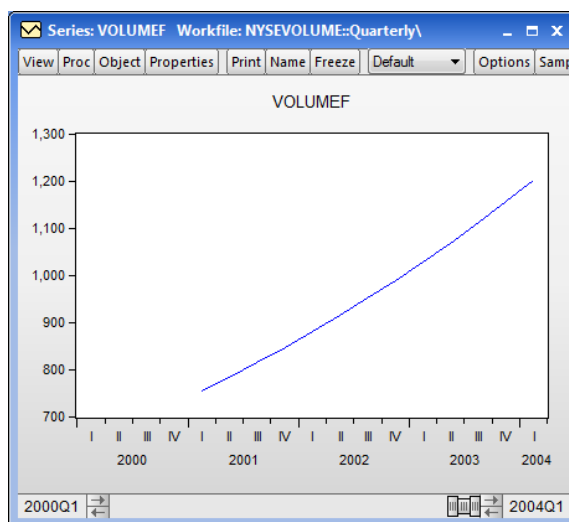 Series: VOLUMEF Workfile: NYSEVOLUME::Quarterly\
View Proc Object Properties Print Name Freeze Default Options Samp
VOLUMEF
1,300
1,200
1,100
1,000
900
800
700
I II III IV I II III IV I II III IV I II III IV I
2000 2001 2002 2003 2004
2000Q1 2004Q1